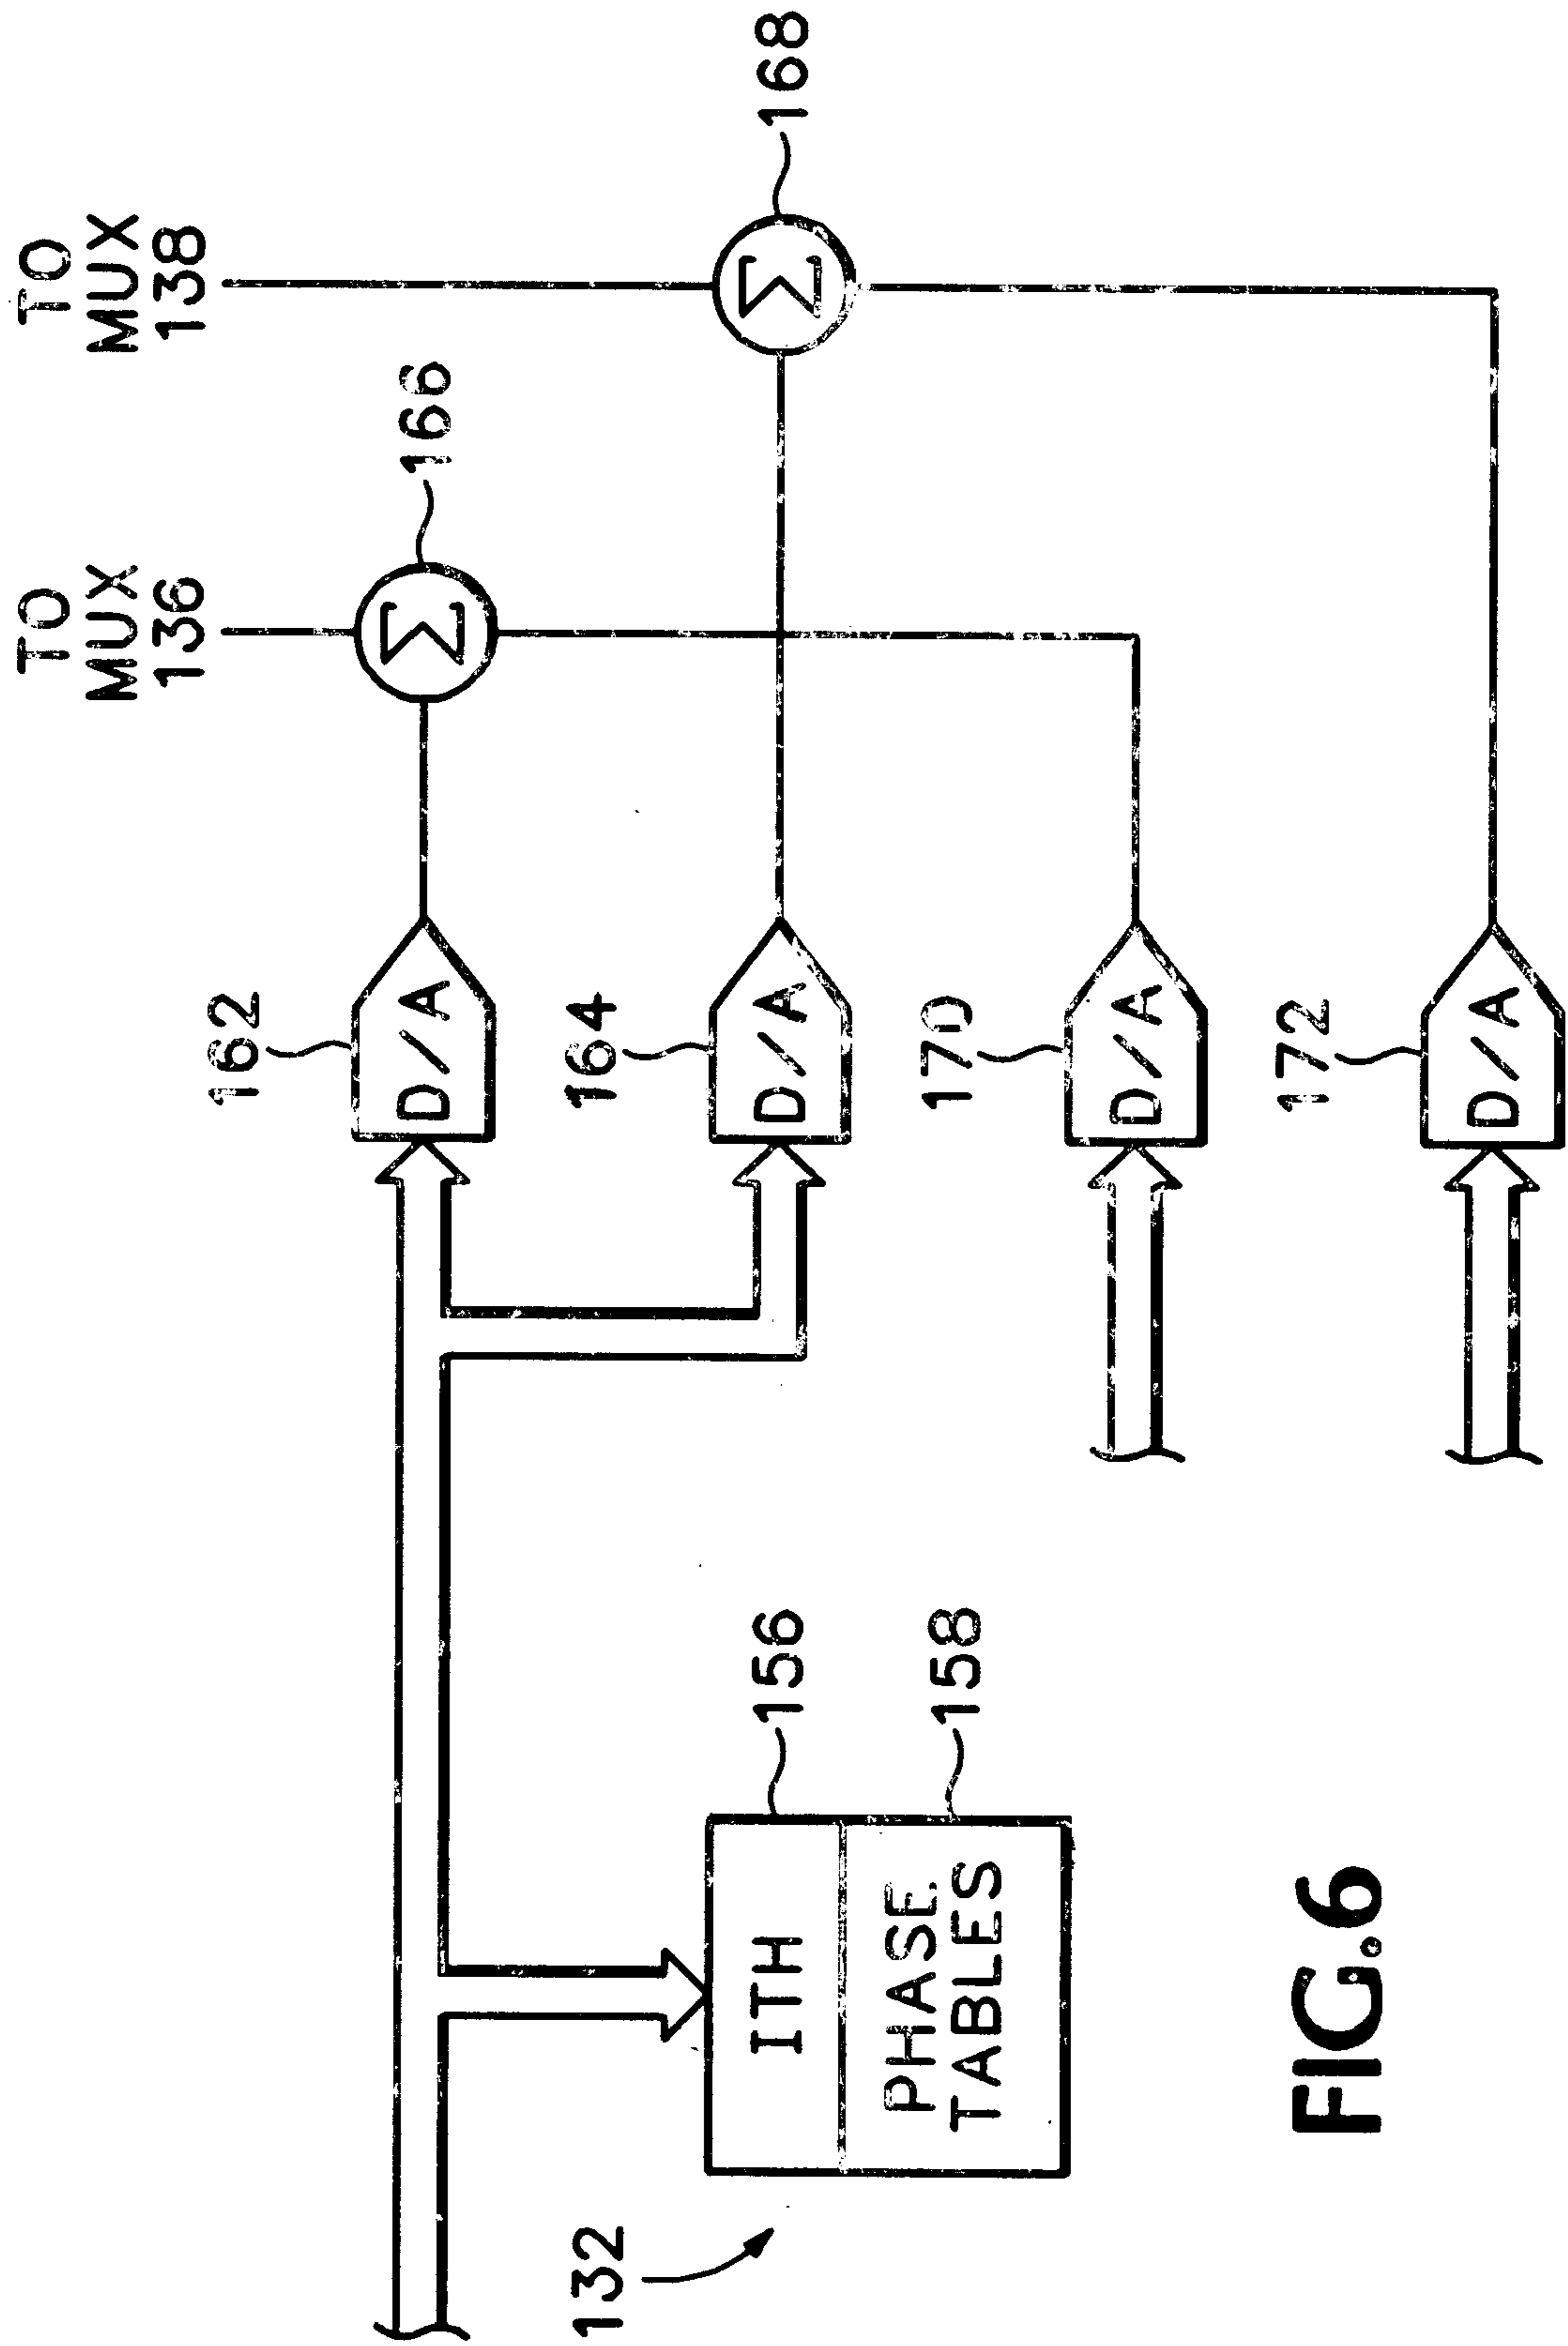 TO
MUX
136
TO
MUX
138
166
168
162
D/A
Σ
164
D/A
Σ
170
D/A
172
D/A
132
ITH
156
PHASE
TABLES
158
FIG.6